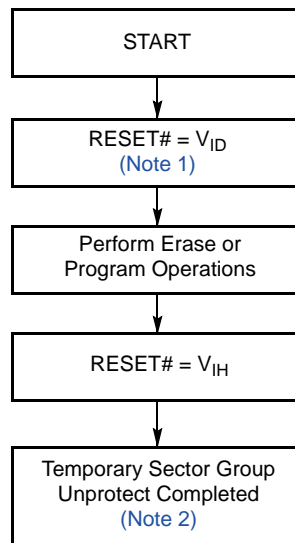 START
RESET# = VID
(Note 1)
Perform Erase or
Program Operations
RESET# = VIH
Temporary Sector Group
Unprotect Completed
(Note 2)